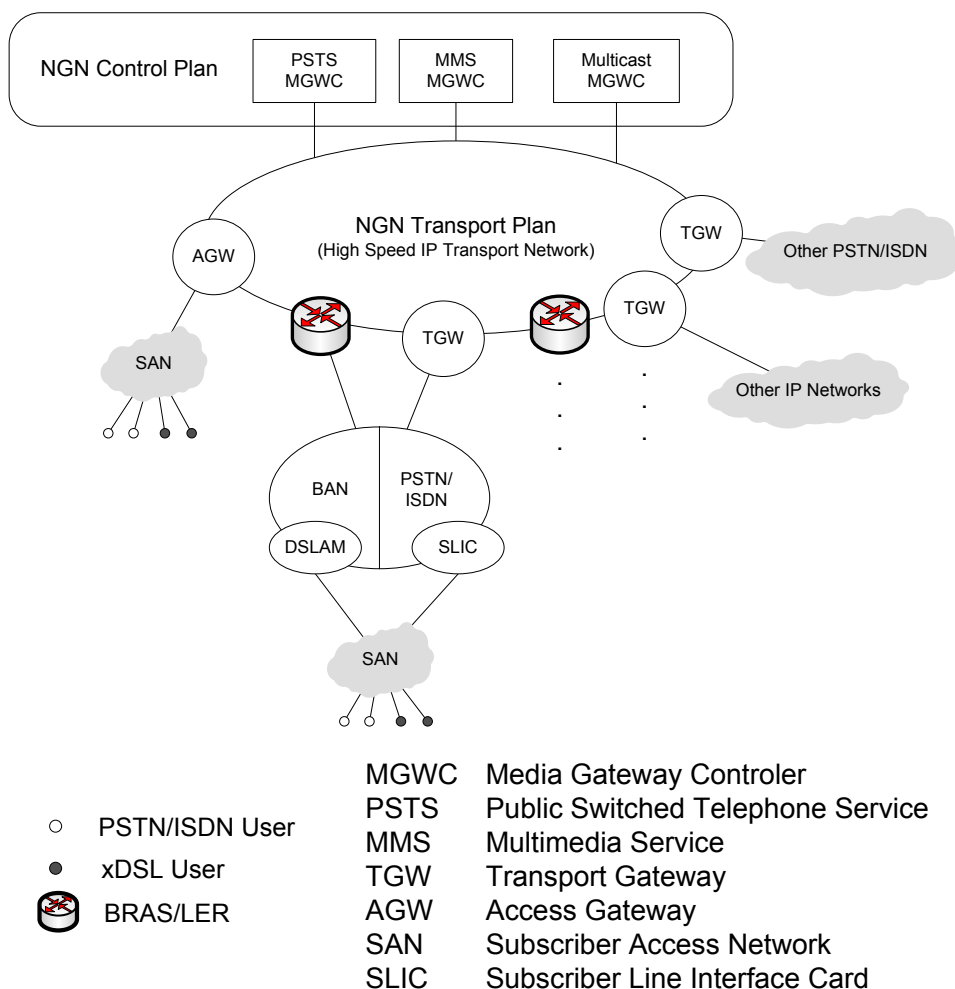 NGN Control Plan
PSTS
MGWC
MMS
MGWC
Multicast
MGWC
NGN Transport Plan
(High Speed IP Transport Network)
AGW
TGW
Other PSTN/ISDN
TGW
TGW
SAN
Other IP Networks
BAN
PSTN/
ISDN
DSLAM
SLIC
SAN
MGWC Media Gateway Controler
PSTS Public Switched Telephone Service
MMS Multimedia Service
TGW Transport Gateway
AGW Access Gateway
SAN Subscriber Access Network
SLIC Subscriber Line Interface Card
PSTN/ISDN User
xDSL User
BRAS/LER